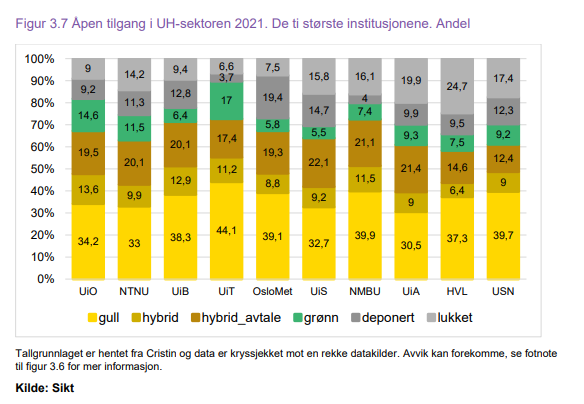 Figur 3.7 Åpen tilgang i UH-sektoren 2021. De ti største institusjonene. Andel
100%
90%
80%
70%
60%
50%
40%
30%
20%
10%
0%
9 14,2 9,4 6,6 7,5 15,8 16,1 19,9 24,7 17,4
9,2 11,3 12,8 3,7 19,4 14,7 4 9,9 9,5 12,3
14,6 11,5 6,4 17 5,8 5,5 7,4 9,3 7,5 9,2
19,5 20,1 20,1 17,4 19,3 22,1 21,1 21,4 14,6 12,4
13,6 9,9 12,9 11,2 8,8 9,2 11,5 9 6,4 9
34,2 33 38,3 44,1 39,1 32,7 39,9 30,5 37,3 39,7
UiO NTNU UiB UiT OsloMet UiS NMBU UiA HVL USN
gull hybrid hybrid_avtale grønn deponert lukket
Tallgrunnlaget er hentet fra Cristin og data er kryssjekket mot en rekke datakilder. Avvik kan forekomme, se fotnote
til figur 3.6 for mer informasjon.
Kilde: Sikt